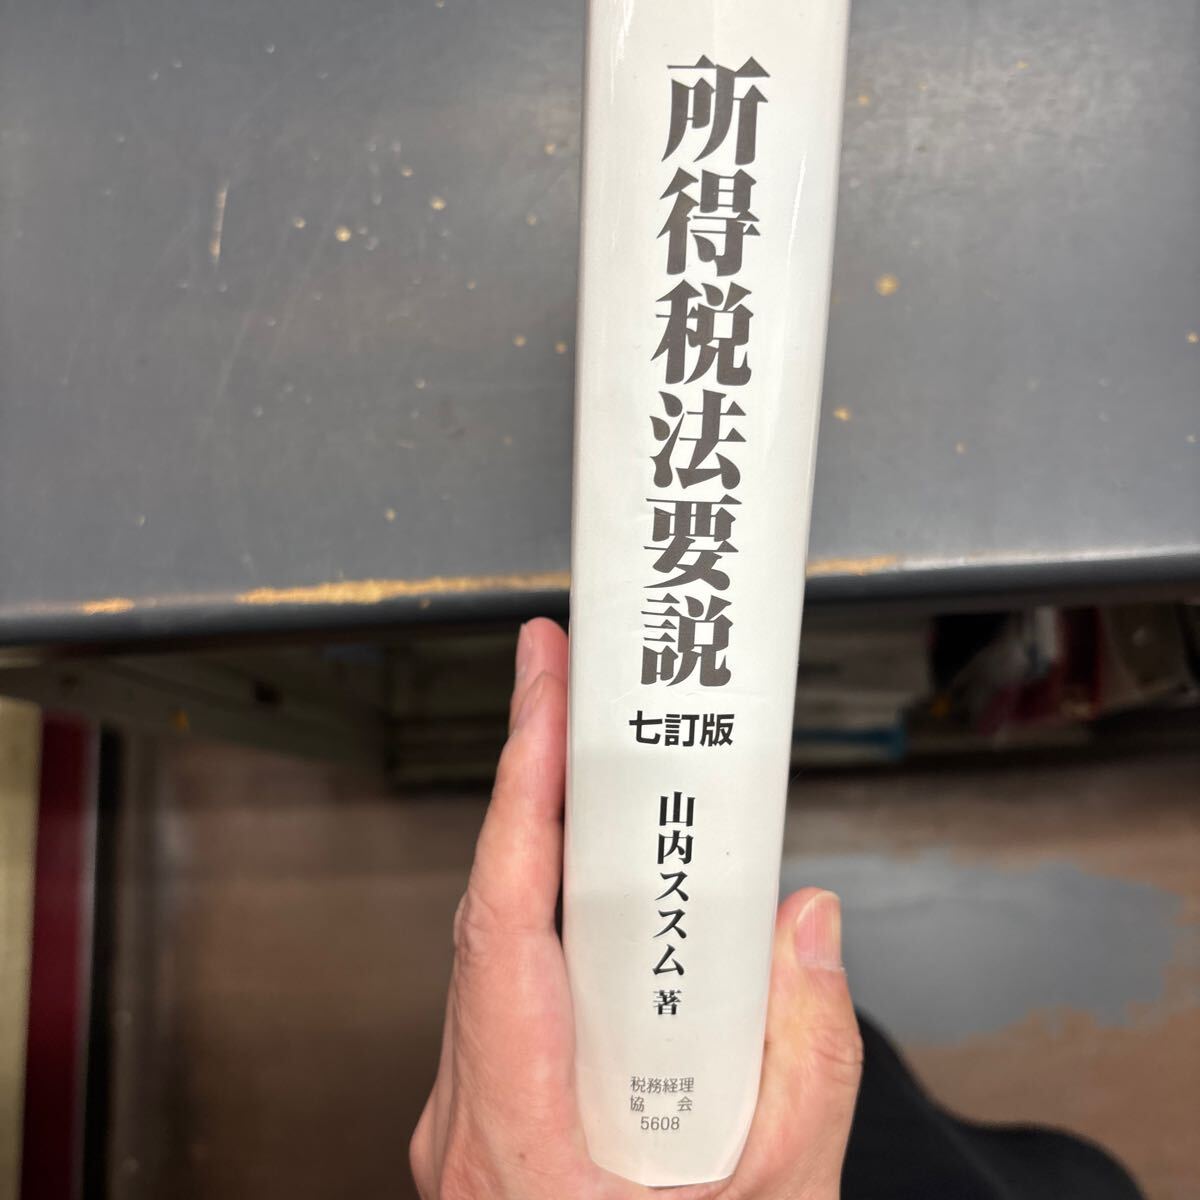 所得税法要説
七訂版
山内ススム 著
税務経理
協会
5608